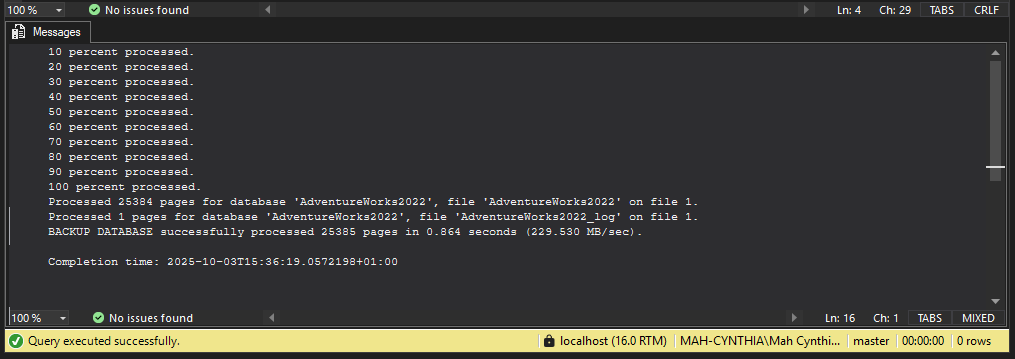 100 %
No issues found
Ln: 4 Ch: 29 TABS CRLF
Messages
10 percent processed.
20 percent processed.
30 percent processed.
40 percent processed.
50 percent processed.
60 percent processed.
70 percent processed.
80 percent processed.
90 percent processed.
100 percent processed.
Processed 25384 pages for database 'AdventureWorks2022', file 'AdventureWorks2022' on file 1.
Processed 1 pages for database 'AdventureWorks2022', file 'AdventureWorks2022_log' on file 1.
BACKUP DATABASE successfully processed 25385 pages in 0.864 seconds (229.530 MB/sec).
Completion time: 2025-10-03T15:36:19.0572198+01:00
100 %
No issues found
Ln: 16 Ch: 1 TABS MIXED
Query executed successfully.
localhost (16.0 RTM) MAH-CYNTHIA\Mah Cynthi... master 00:00:00 0 rows